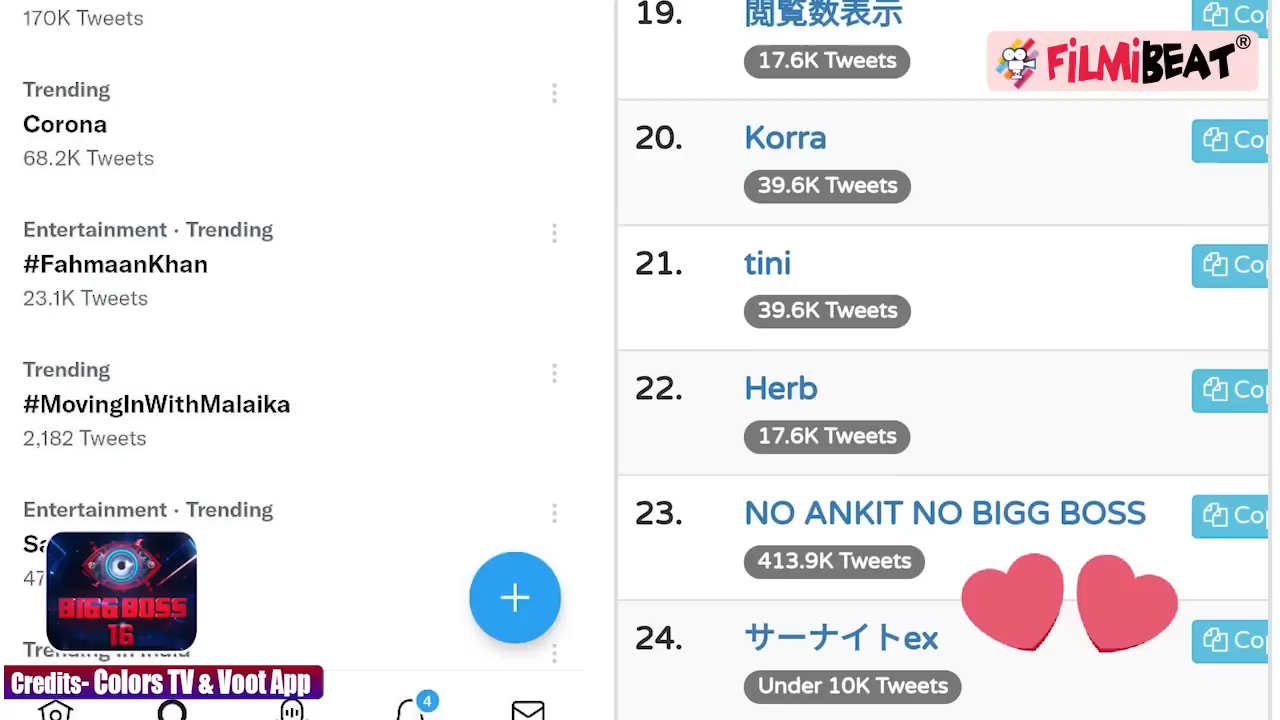 170K Tweets
Trending
Corona
68.2K Tweets
Entertainment · Trending
#FahmaanKhan
23.1K Tweets
Trending
#MovingInWithMalaika
2,182 Tweets
Entertainment · Trending
BIGG BOSS
16
Credits- Colors TV & Voot App
4
19. 閲覧数表示
17.6K Tweets
FiLMiBEAT®
20. Korra
39.6K Tweets
21. tini
39.6K Tweets
22. Herb
17.6K Tweets
23. NO ANKIT NO BIGG BOSS
413.9K Tweets
24. サーナイトex
Under 10K Tweets